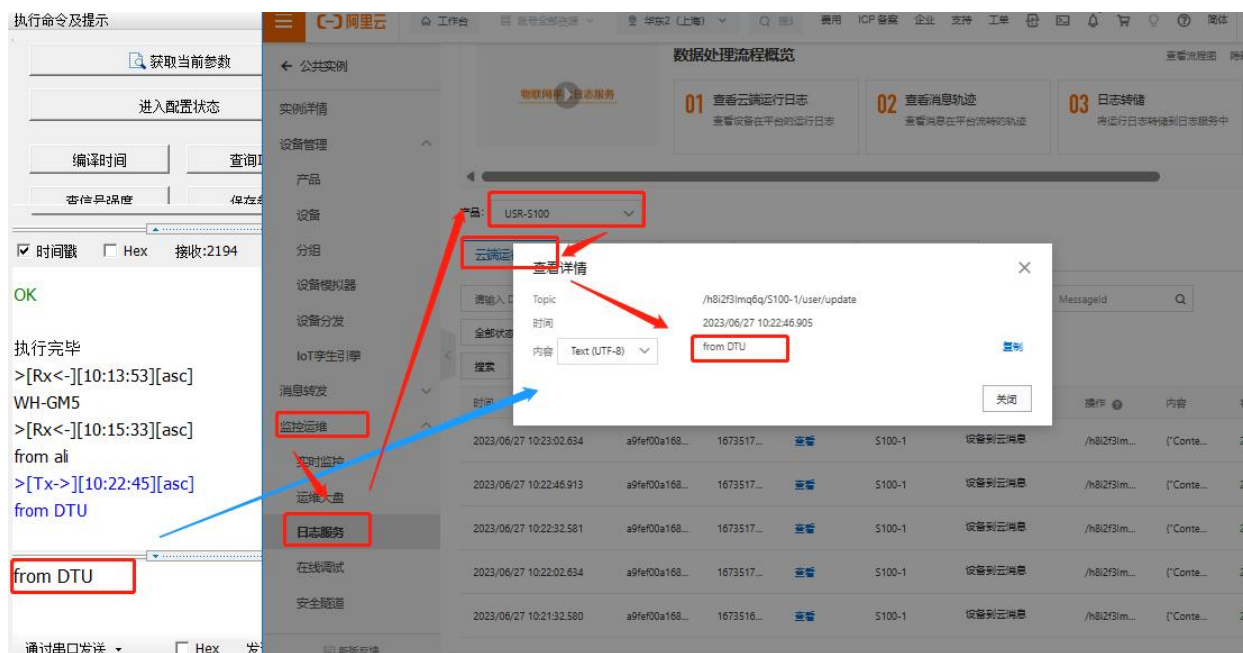 执行命令及提示
获取当前参数
进入配置状态
编译时间
查询I
查信号强度
保存参
时间戳
Hex
接收:2194
OK
执行完毕
>[Rx<-][10:13:53][asc]
WH-GM5
>[Rx<-][10:15:33][asc]
from ali
>[Tx->][10:22:45][asc]
from DTU
from DTU
通过串口发送
Hex
阿里云
工作台
账号全部资源
华东2（上海）
费用
ICP 备案
企业
支持
工单
简体
公共实例
实例详情
设备管理
产品
设备
分组
设备模拟器
设备分发
IoT孪生引擎
消息转发
监控运维
实时监控
运维大盘
日志服务
在线调试
安全隧道
数据处理流程概览
查看流程图
01 查看云端运行日志
查看设备在平台的运行日志
02 查看消息轨迹
查看消息在平台流转的轨迹
03 日志转储
将运行日志转储到日志服务中
产品:
USR-S100
云端运行
请输入 D
MessageId
全部状态
搜索
查看详情
Topic
/h8i2f3Imq6q/S100-1/user/update
时间
2023/06/27 10:22:46.905
内容
Text (UTF-8)
from DTU
复制
关闭
时间
操作
内容
2023/06/27 10:23:02.634 a9fef00a168... 1673517... 查看 S100-1 设备到云消息 /h8i2f3Im... {"Conte...
2023/06/27 10:22:46.913 a9fef00a168... 1673517... 查看 S100-1 设备到云消息 /h8i2f3Im... {"Conte...
2023/06/27 10:22:32.581 a9fef00a168... 1673517... 查看 S100-1 设备到云消息 /h8i2f3Im... {"Conte...
2023/06/27 10:22:02.634 a9fef00a168... 1673517... 查看 S100-1 设备到云消息 /h8i2f3Im... {"Conte...
2023/06/27 10:21:32.580 a9fef00a168... 1673516... 查看 S100-1 设备到云消息 /h8i2f3Im... {"Conte...